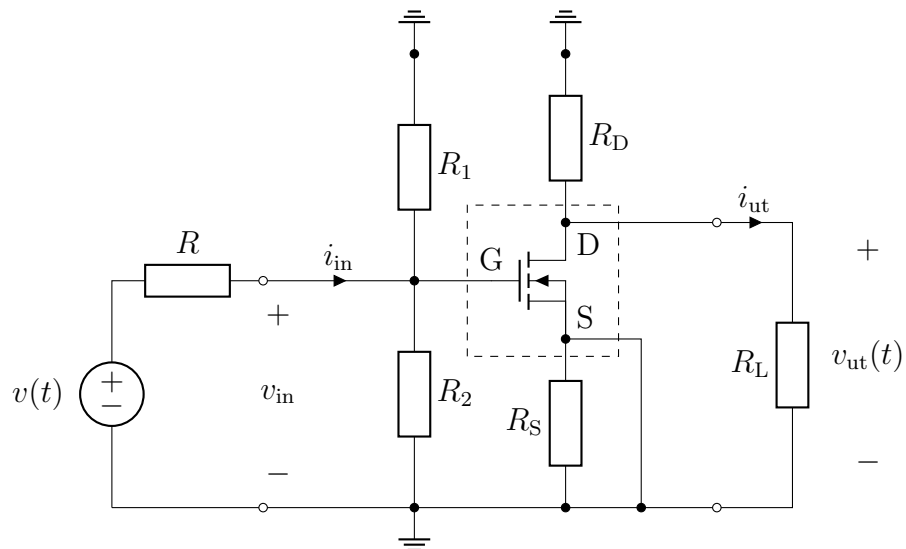 R_D
R_1
i_ut
D
R
i_in
G
+
+
S
v(t)
+
−
v_in
R_2
R_S
R_L
v_ut(t)
−
−